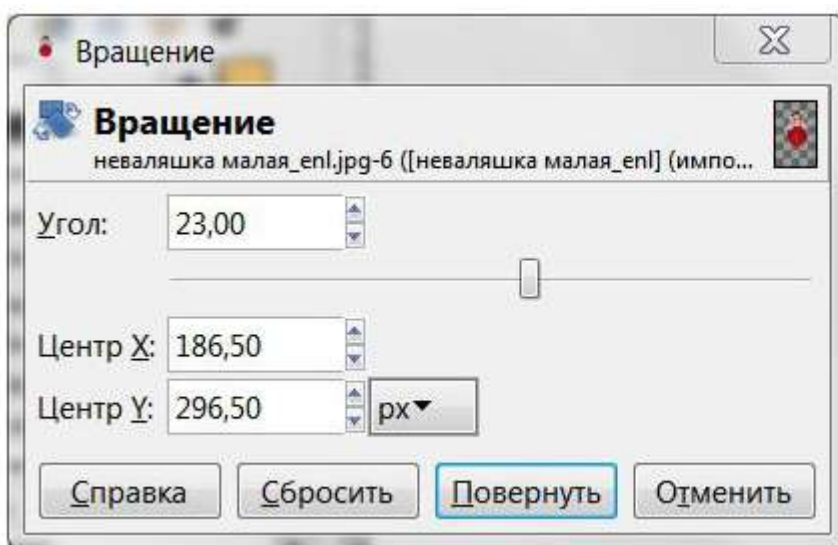 Вращение
Вращение
неваляшка малая_enl.jpg-6 ([неваляшка малая_enl] (импо...
Угол: 23,00
Центр X: 186,50
Центр Y: 296,50 px
Справка Сбросить Повернуть Отменить